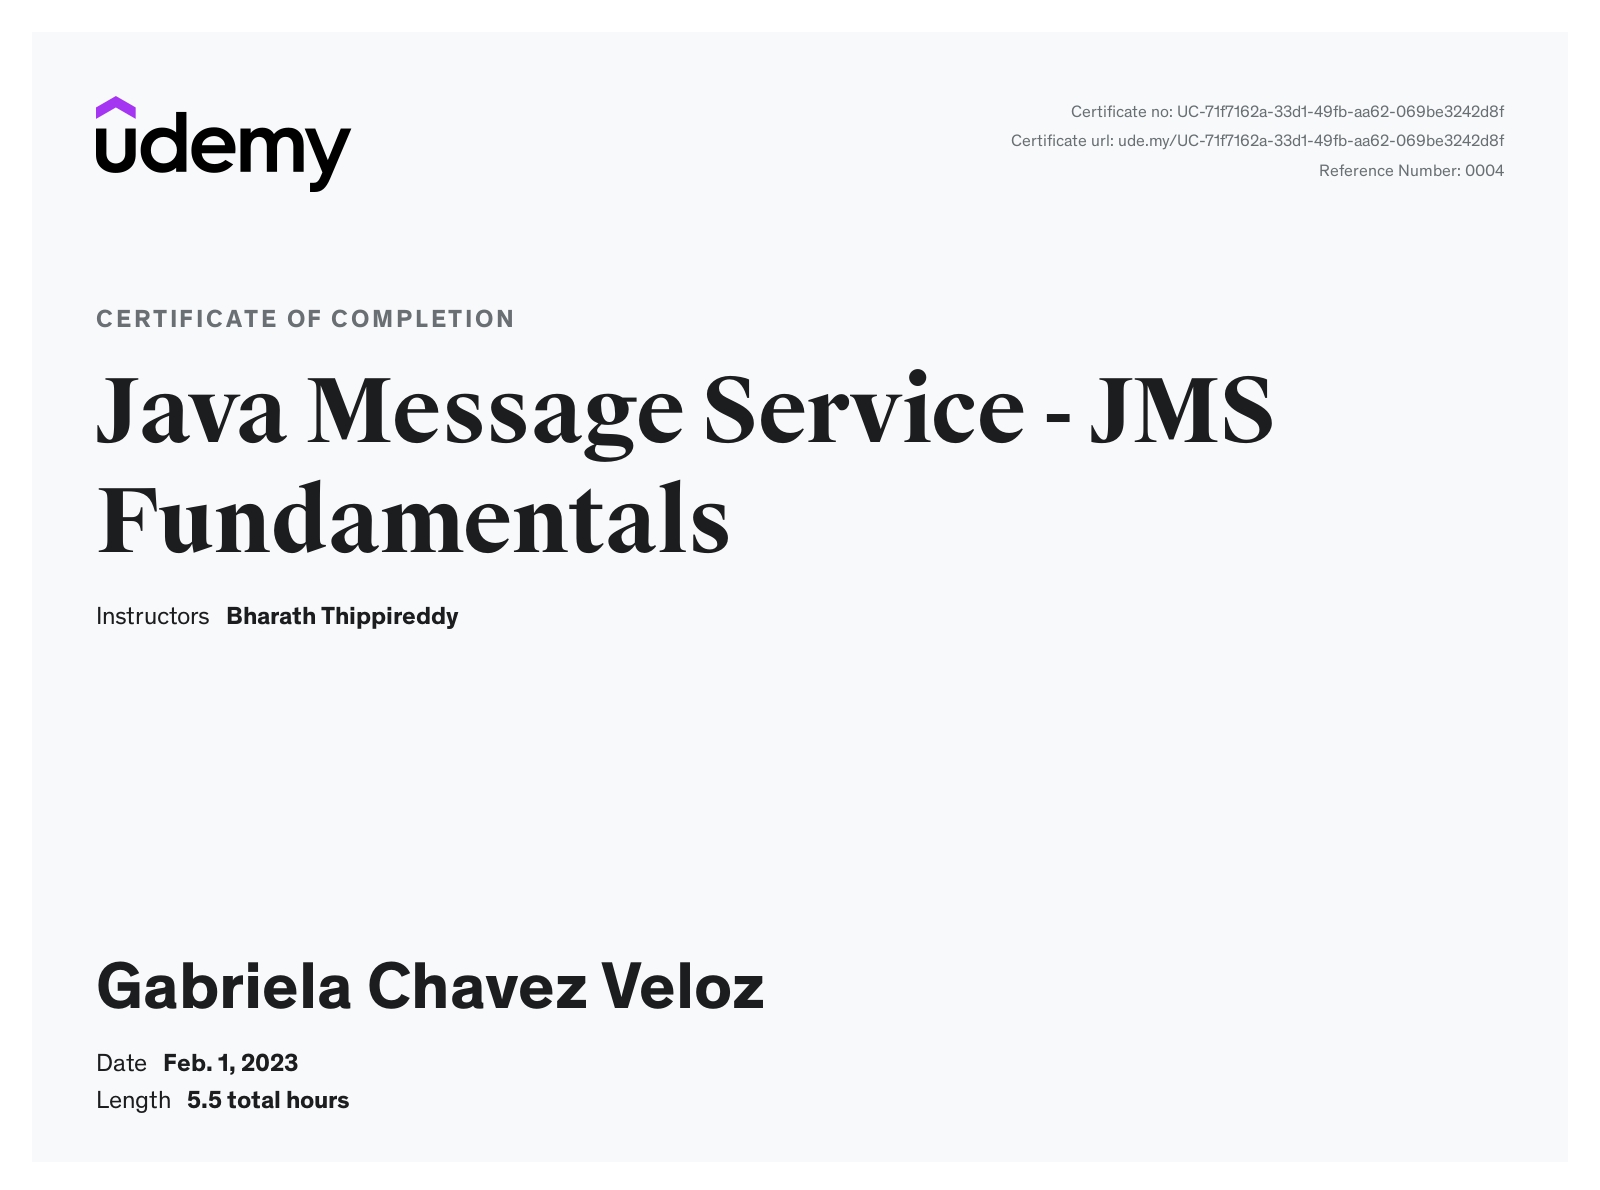 udemy
Certificate no: UC-71f7162a-33d1-49fb-aa62-069be3242d8f
Certificate url: ude.my/UC-71f7162a-33d1-49fb-aa62-069be3242d8f
Reference Number: 0004
CERTIFICATE OF COMPLETION
Java Message Service - JMS
Fundamentals
Instructors Bharath Thippireddy
Gabriela Chavez Veloz
Date Feb. 1, 2023
Length 5.5 total hours